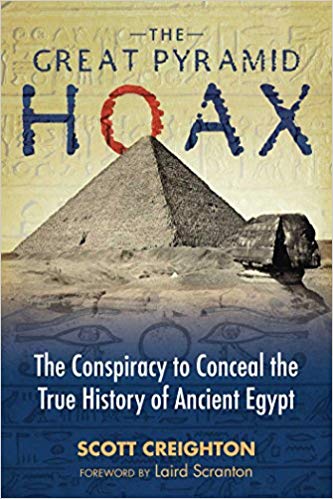 THE
GREAT PYRAMID
HOAX
The Conspiracy to Conceal the
True History of Ancient Egypt
SCOTT CREIGHTON
FOREWORD BY Laird Scranton